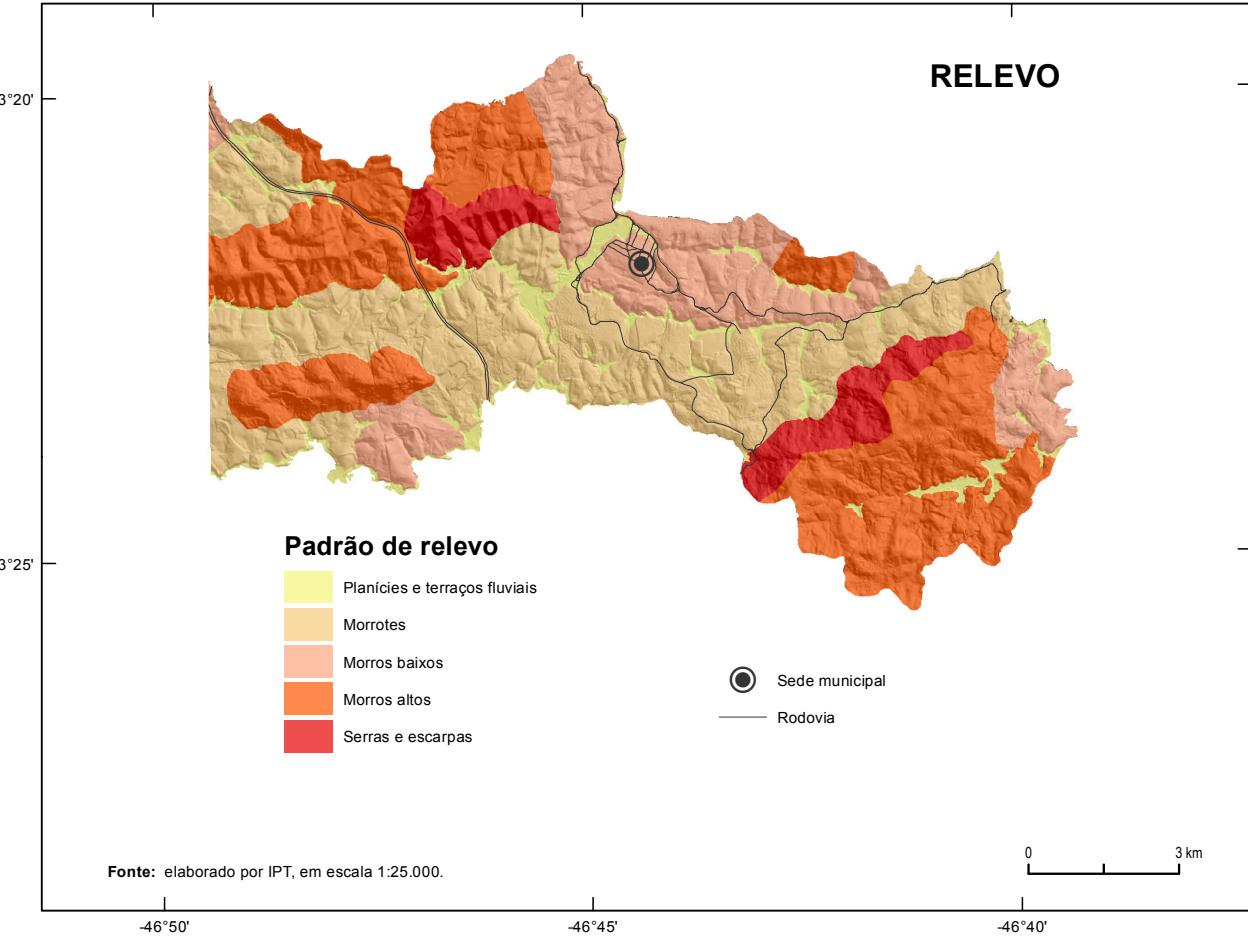 RELEVO
3°20'
Padrão de relevo
3°25'
Planícies e terraços fluviais
Morrotes
Morros baixos
Morros altos
Serras e escarpas
Sede municipal
Rodovia
0 3 km
Fonte: elaborado por IPT, em escala 1:25.000.
-46°50' -46°45' -46°40'